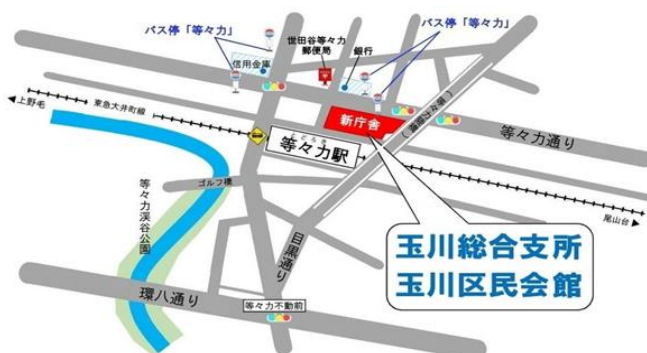 バス停「等々力」
世田谷等々力
郵便局
銀行
バス停「等々力」
信用金庫
上野毛
東急大井町線
新庁舎
等々力通り
とどろき
等々力駅
ゴルフ橋
等々力渓谷公園
目黒通り
尾山台
玉川総合支所
玉川区民会館
環八通り
等々力不動前